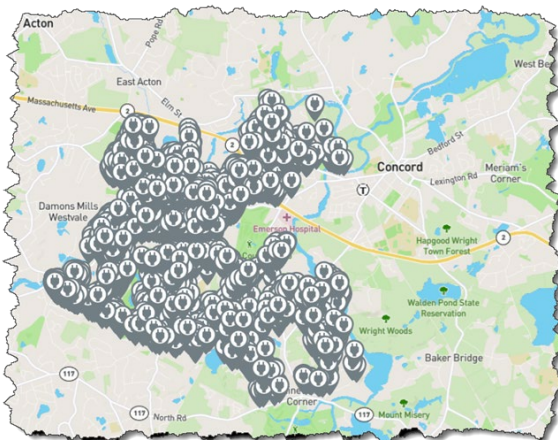 Acton
Pope Rd
West Be
East Acton
Massachusetts Ave
Elm St
2
2
Bedford St
Concord
Lexington Rd
Meriam's
Corner
T
Damons Mills
Westvale
Emerson Hospital
2
Hapgood Wright
Town Forest
Walden Pond State
Reservation
Wright Woods
Baker Bridge
117
Corner
117
North Rd
117
Mount Misery